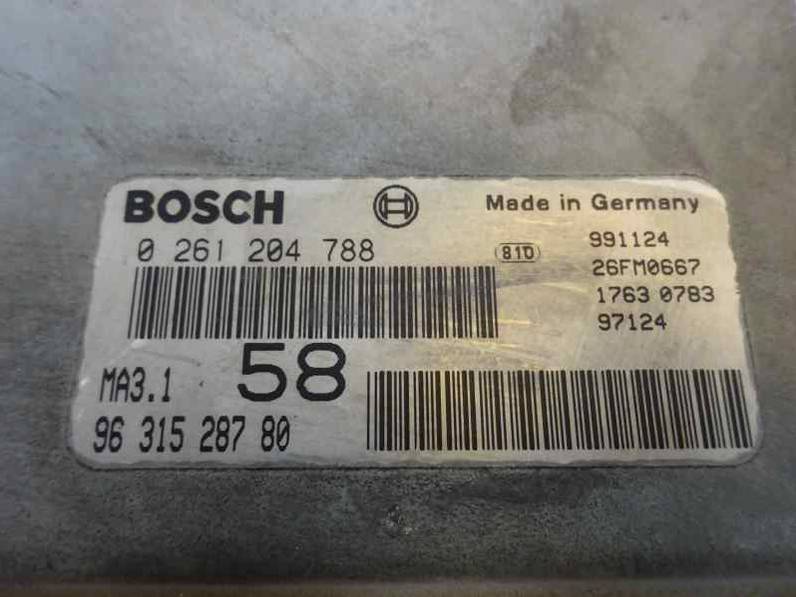 BOSCH
Made in Germany
0 261 204 788
81D
991124
26FM0667
1763 0783
97124
MA3.1
58
96 315 287 80